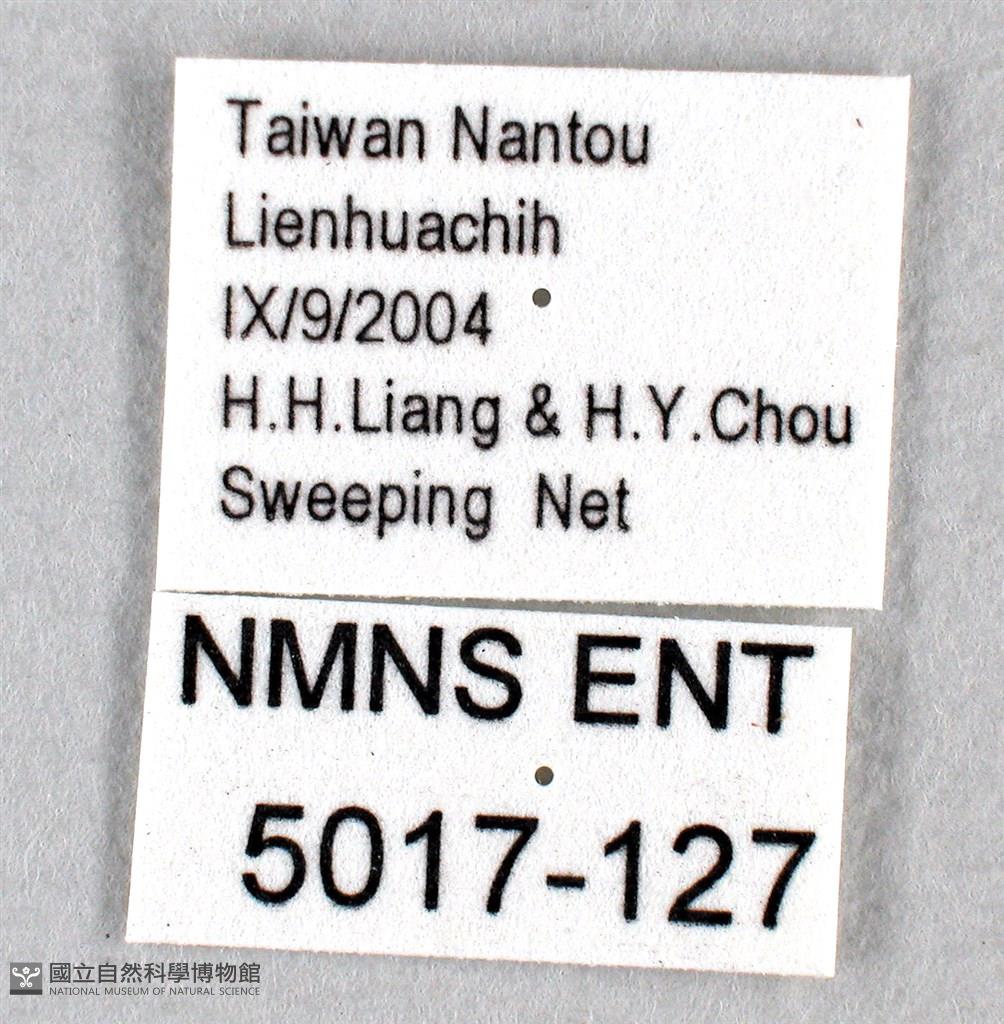 Taiwan Nantou
Lienhuachih
IX/9/2004
H.H.Liang & H.Y.Chou
Sweeping Net
NMNS ENT
5017-127
國立自然科學博物館
NATIONAL MUSEUM OF NATURAL SCIENCE